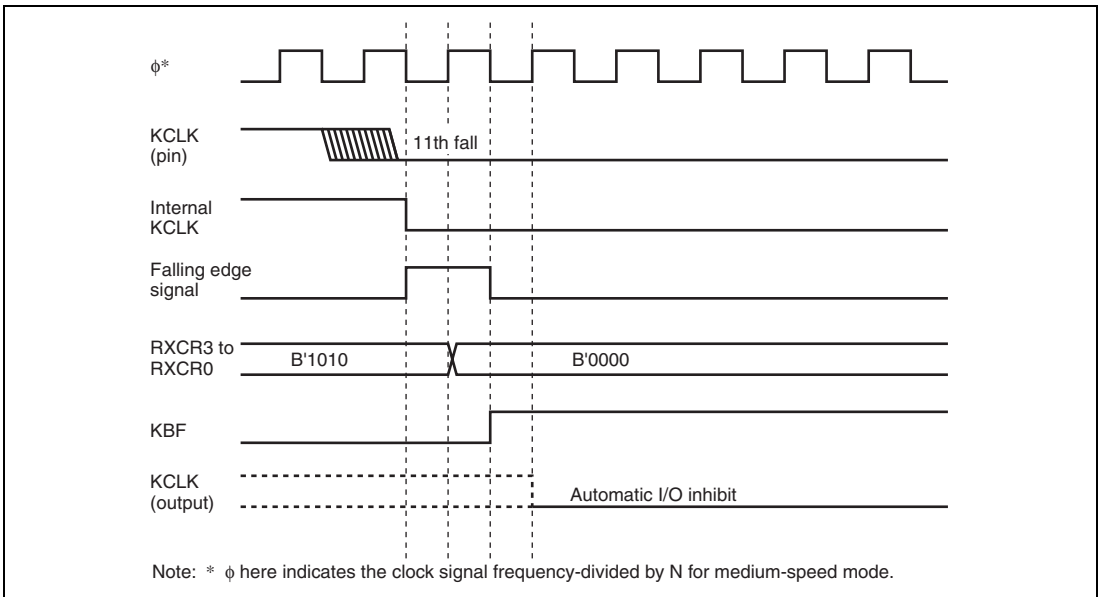 ϕ*
KCLK
(pin)
11th fall
Internal
KCLK
Falling edge
signal
RXCR3 to
RXCR0
B'1010
B'0000
KBF
KCLK
(output)
Automatic I/O inhibit
Note: * ϕ here indicates the clock signal frequency-divided by N for medium-speed mode.